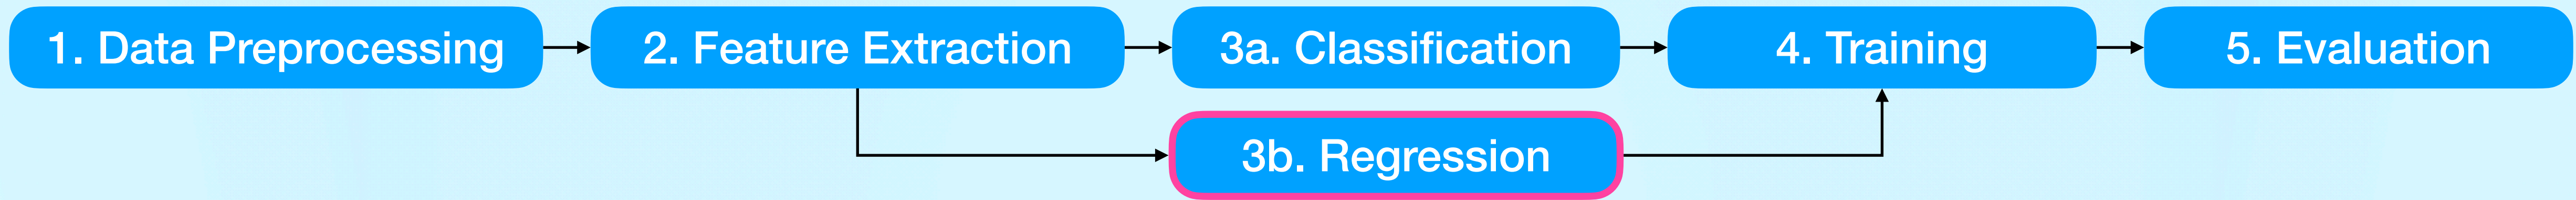 1. Data Preprocessing
2. Feature Extraction
3a. Classification
4. Training
5. Evaluation
3b. Regression